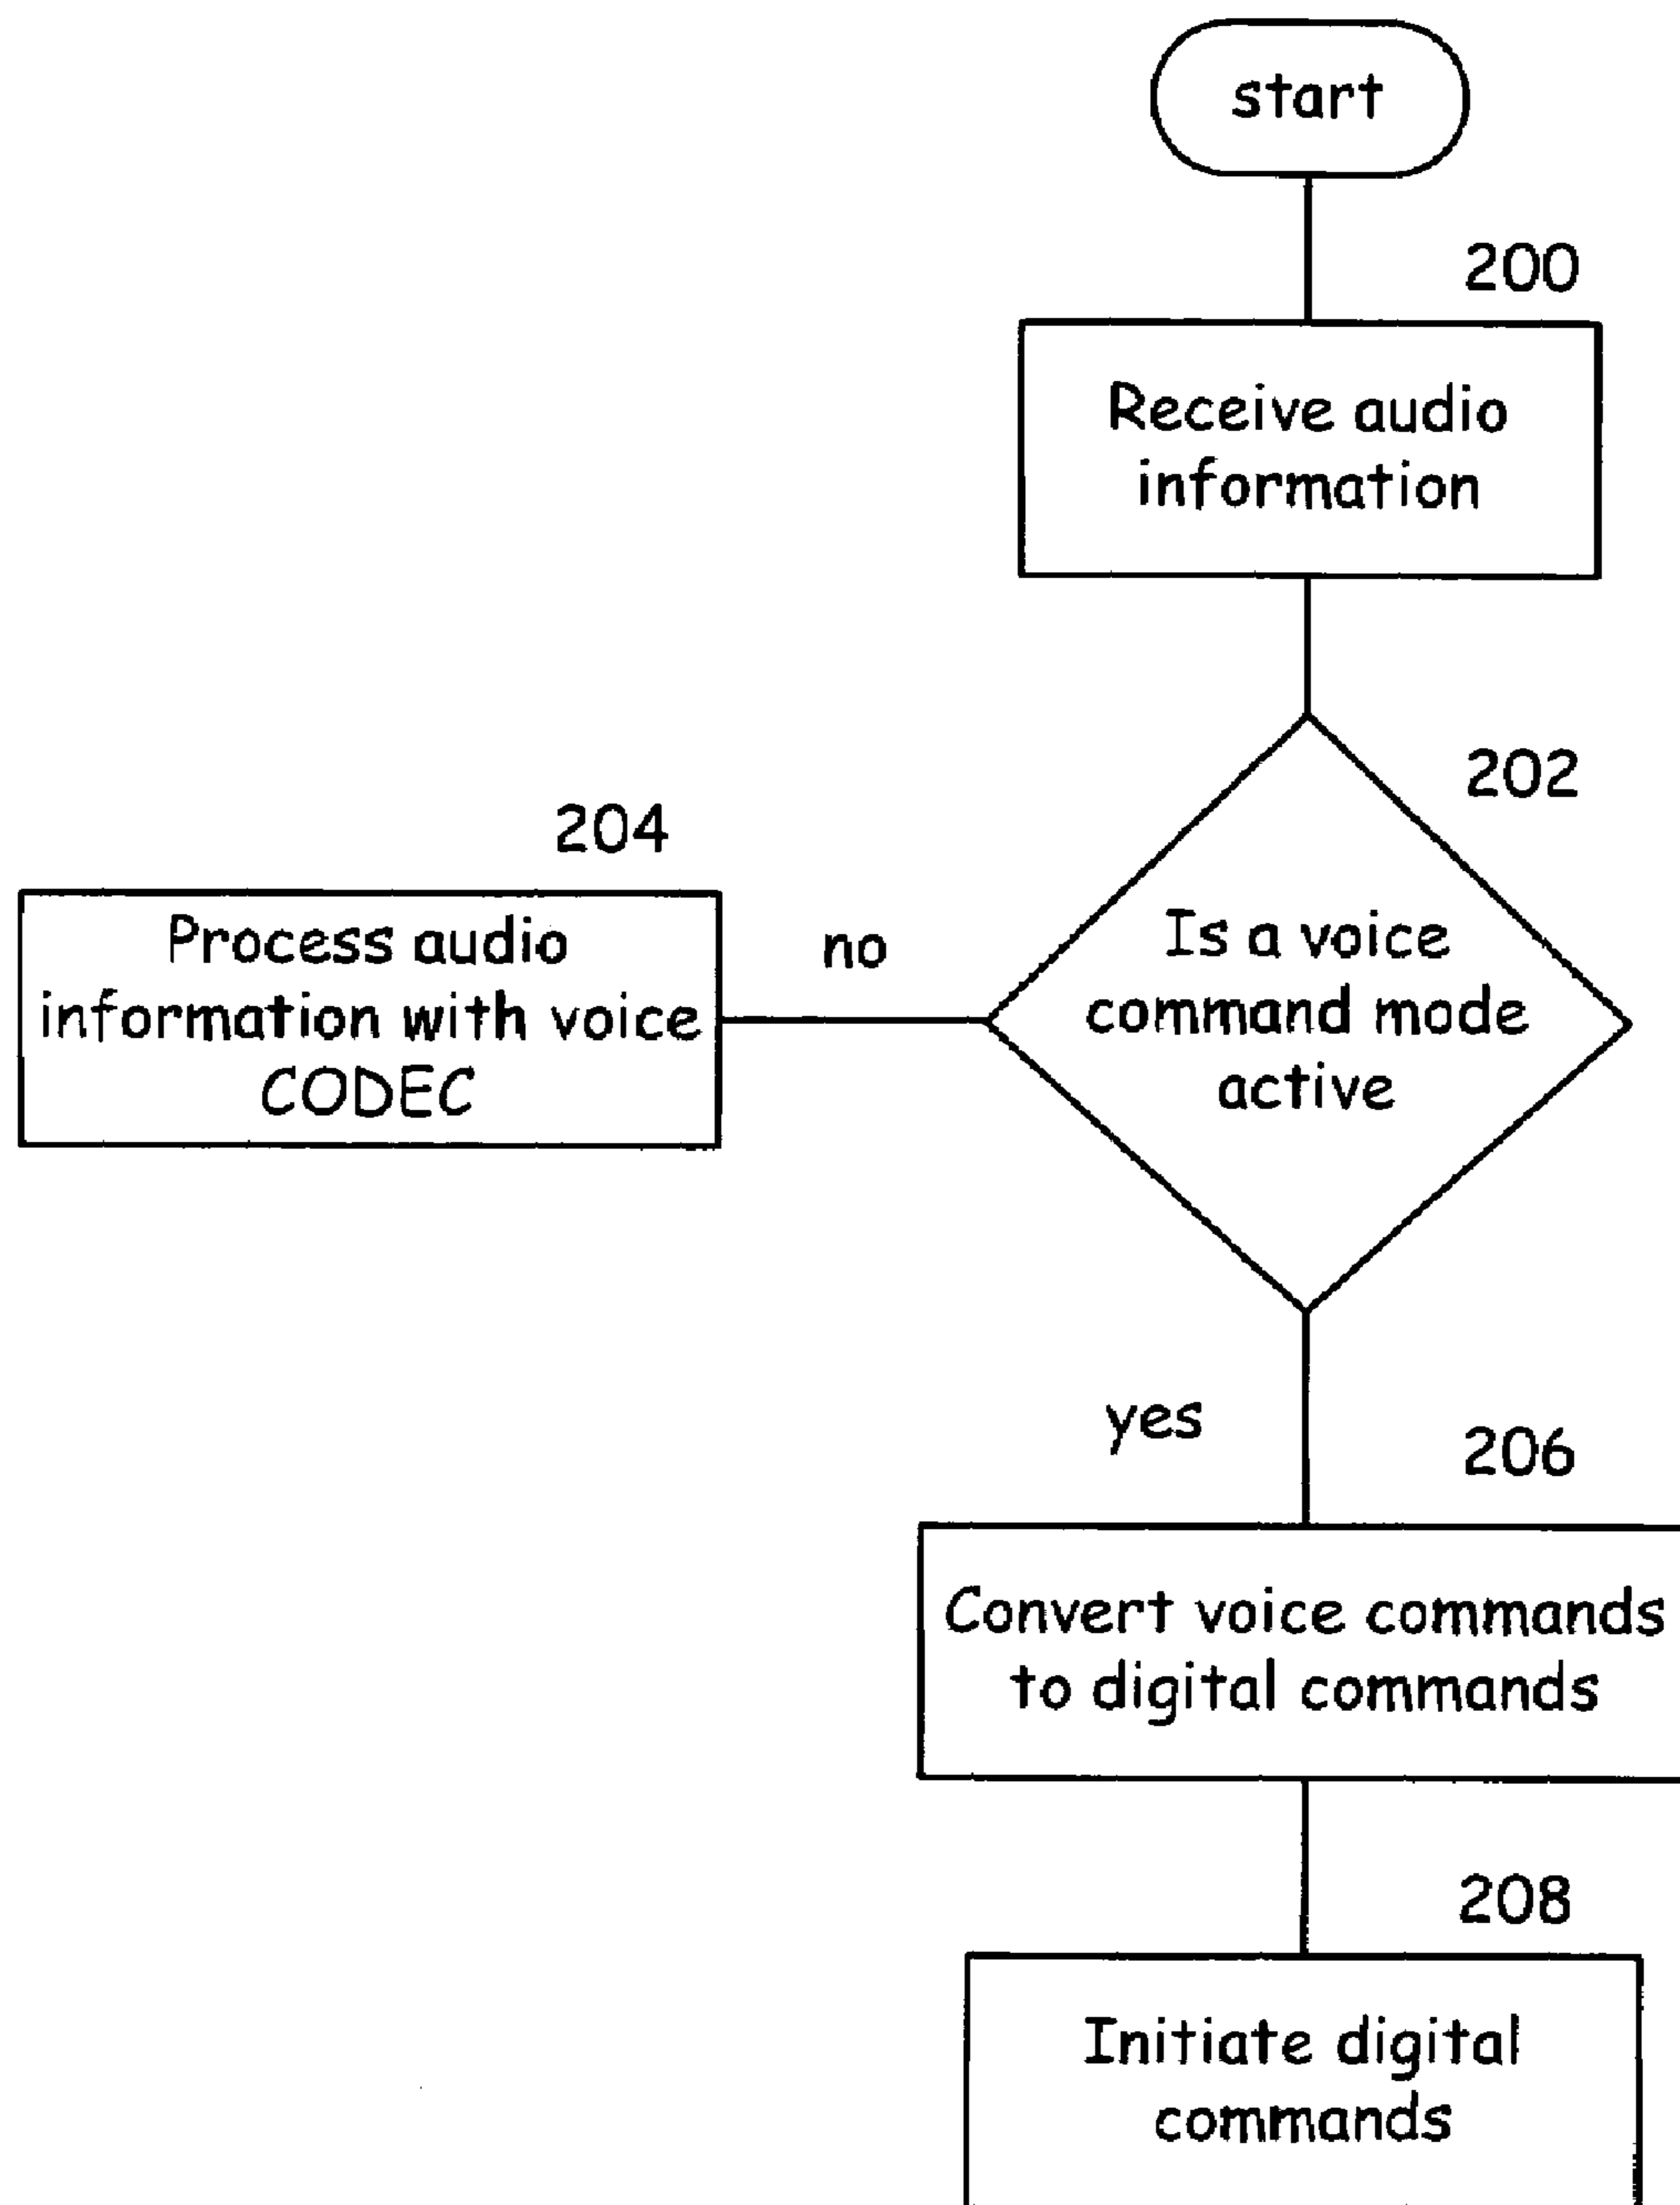 start
200
Receive audio
information
202
Is a voice
command mode
active
no
204
Process audio
information with voice
CODEC
yes
206
Convert voice commands
to digital commands
208
Initiate digital
commands